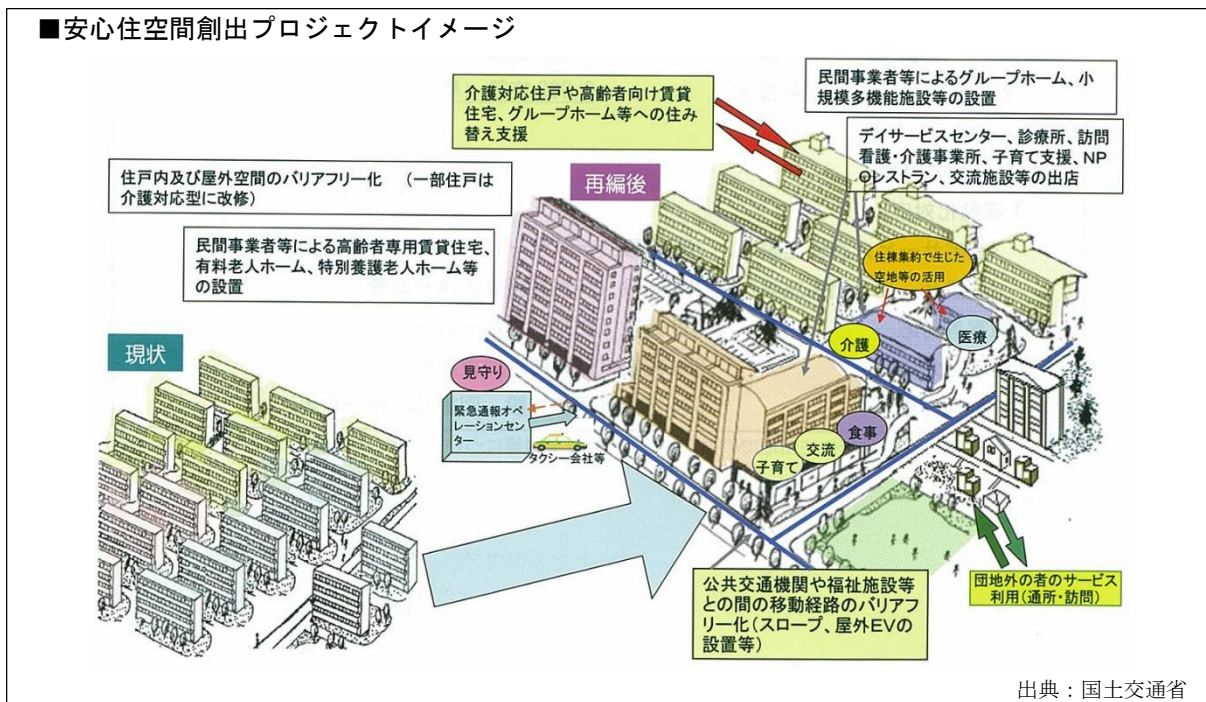 ■安心住空間創出プロジェクトイメージ
介護対応住戸や高齢者向け賃貸
住宅、グループホーム等への住み
替え支援
民間事業者等によるグループホーム、小
規模多機能施設等の設置
デイサービスセンター、診療所、訪問
看護・介護事業所、子育て支援、NP
Oレストラン、交流施設等の出店
住戸内及び屋外空間のバリアフリー化　(一部住戸は
介護対応型に改修)
再編後
民間事業者等による高齢者専用賃貸住宅、
有料老人ホーム、特別養護老人ホーム等
の設置
住棟集約で生じた
空地等の活用
現状
介護
医療
見守り
緊急通報オペ
レーションセン
ター
タクシー会社等
食事
交流
子育て
公共交通機関や福祉施設等
との間の移動経路のバリア
フリー化(スロープ、屋外EVの
設置等)
団地外の者のサービス
利用(通所・訪問)
出典：国土交通省